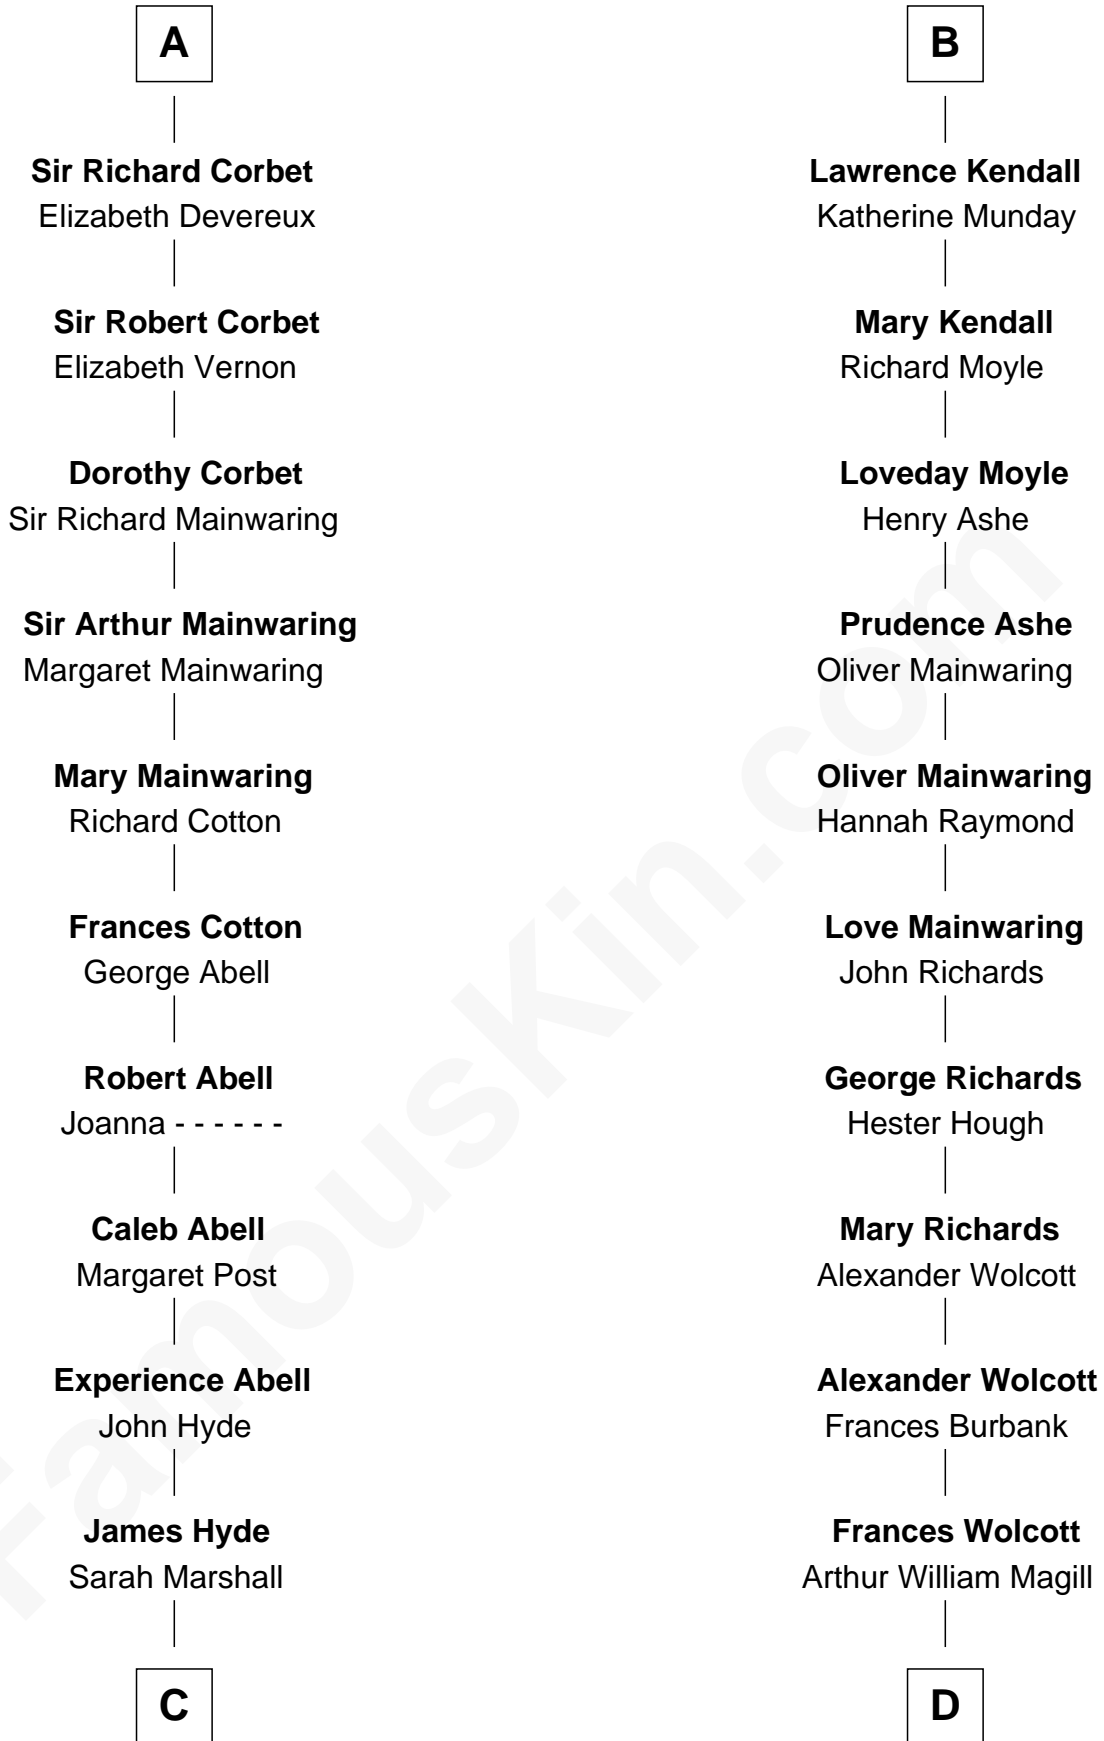 A
Sir Richard Corbet
Elizabeth Devereux
Sir Robert Corbet
Elizabeth Vernon
Dorothy Corbet
Sir Richard Mainwaring
Sir Arthur Mainwaring
Margaret Mainwaring
Mary Mainwaring
Richard Cotton
Frances Cotton
George Abell
Robert Abell
Joanna - - - - - -
Caleb Abell
Margaret Post
Experience Abell
John Hyde
James Hyde
Sarah Marshall
C
B
Lawrence Kendall
Katherine Munday
Mary Kendall
Richard Moyle
Loveday Moyle
Henry Ashe
Prudence Ashe
Oliver Mainwaring
Oliver Mainwaring
Hannah Raymond
Love Mainwaring
John Richards
George Richards
Hester Hough
Mary Richards
Alexander Wolcott
Alexander Wolcott
Frances Burbank
Frances Wolcott
Arthur William Magill
D
FamousKin.com